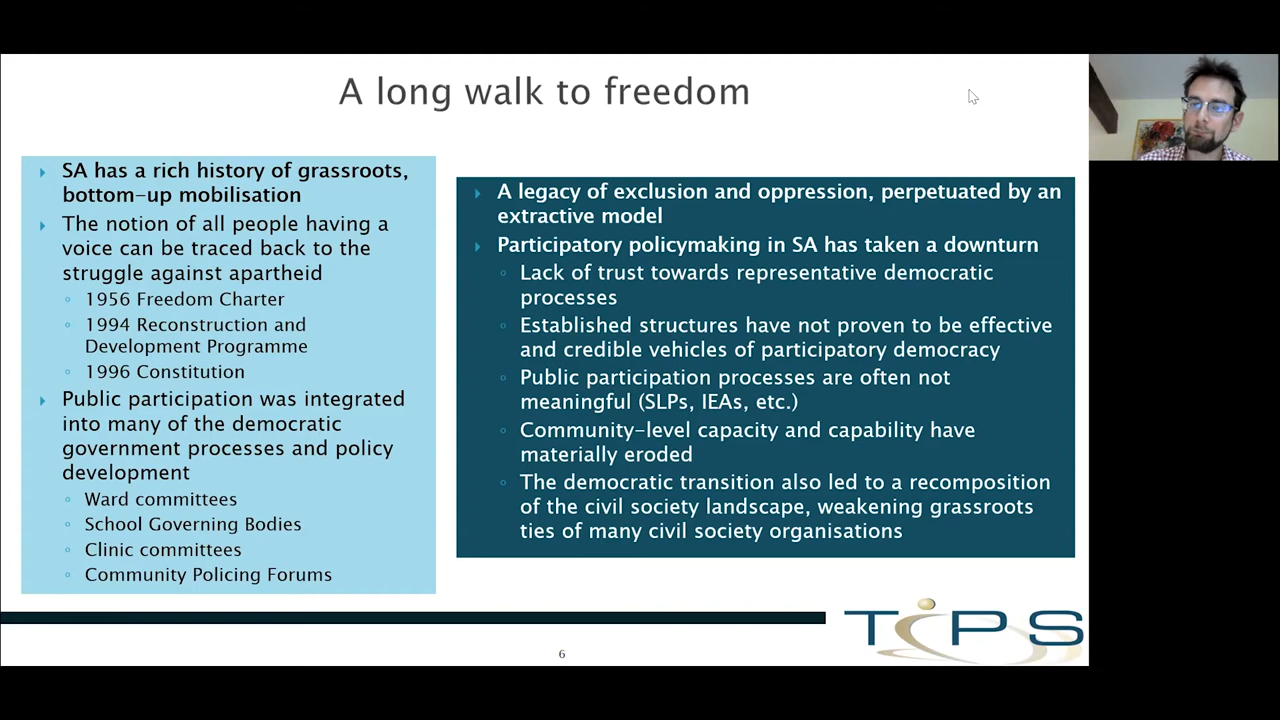 A long walk to freedom
SA has a rich history of grassroots,
bottom-up mobilisation
The notion of all people having a
voice can be traced back to the
struggle against apartheid
1956 Freedom Charter
1994 Reconstruction and
Development Programme
1996 Constitution
Public participation was integrated
into many of the democratic
government processes and policy
development
Ward committees
School Governing Bodies
Clinic committees
Community Policing Forums
A legacy of exclusion and oppression, perpetuated by an
extractive model
Participatory policymaking in SA has taken a downturn
Lack of trust towards representative democratic
processes
Established structures have not proven to be effective
and credible vehicles of participatory democracy
Public participation processes are often not
meaningful (SLPs, IEAs, etc.)
Community-level capacity and capability have
materially eroded
The democratic transition also led to a recomposition
of the civil society landscape, weakening grassroots
ties of many civil society organisations
TiPS
6